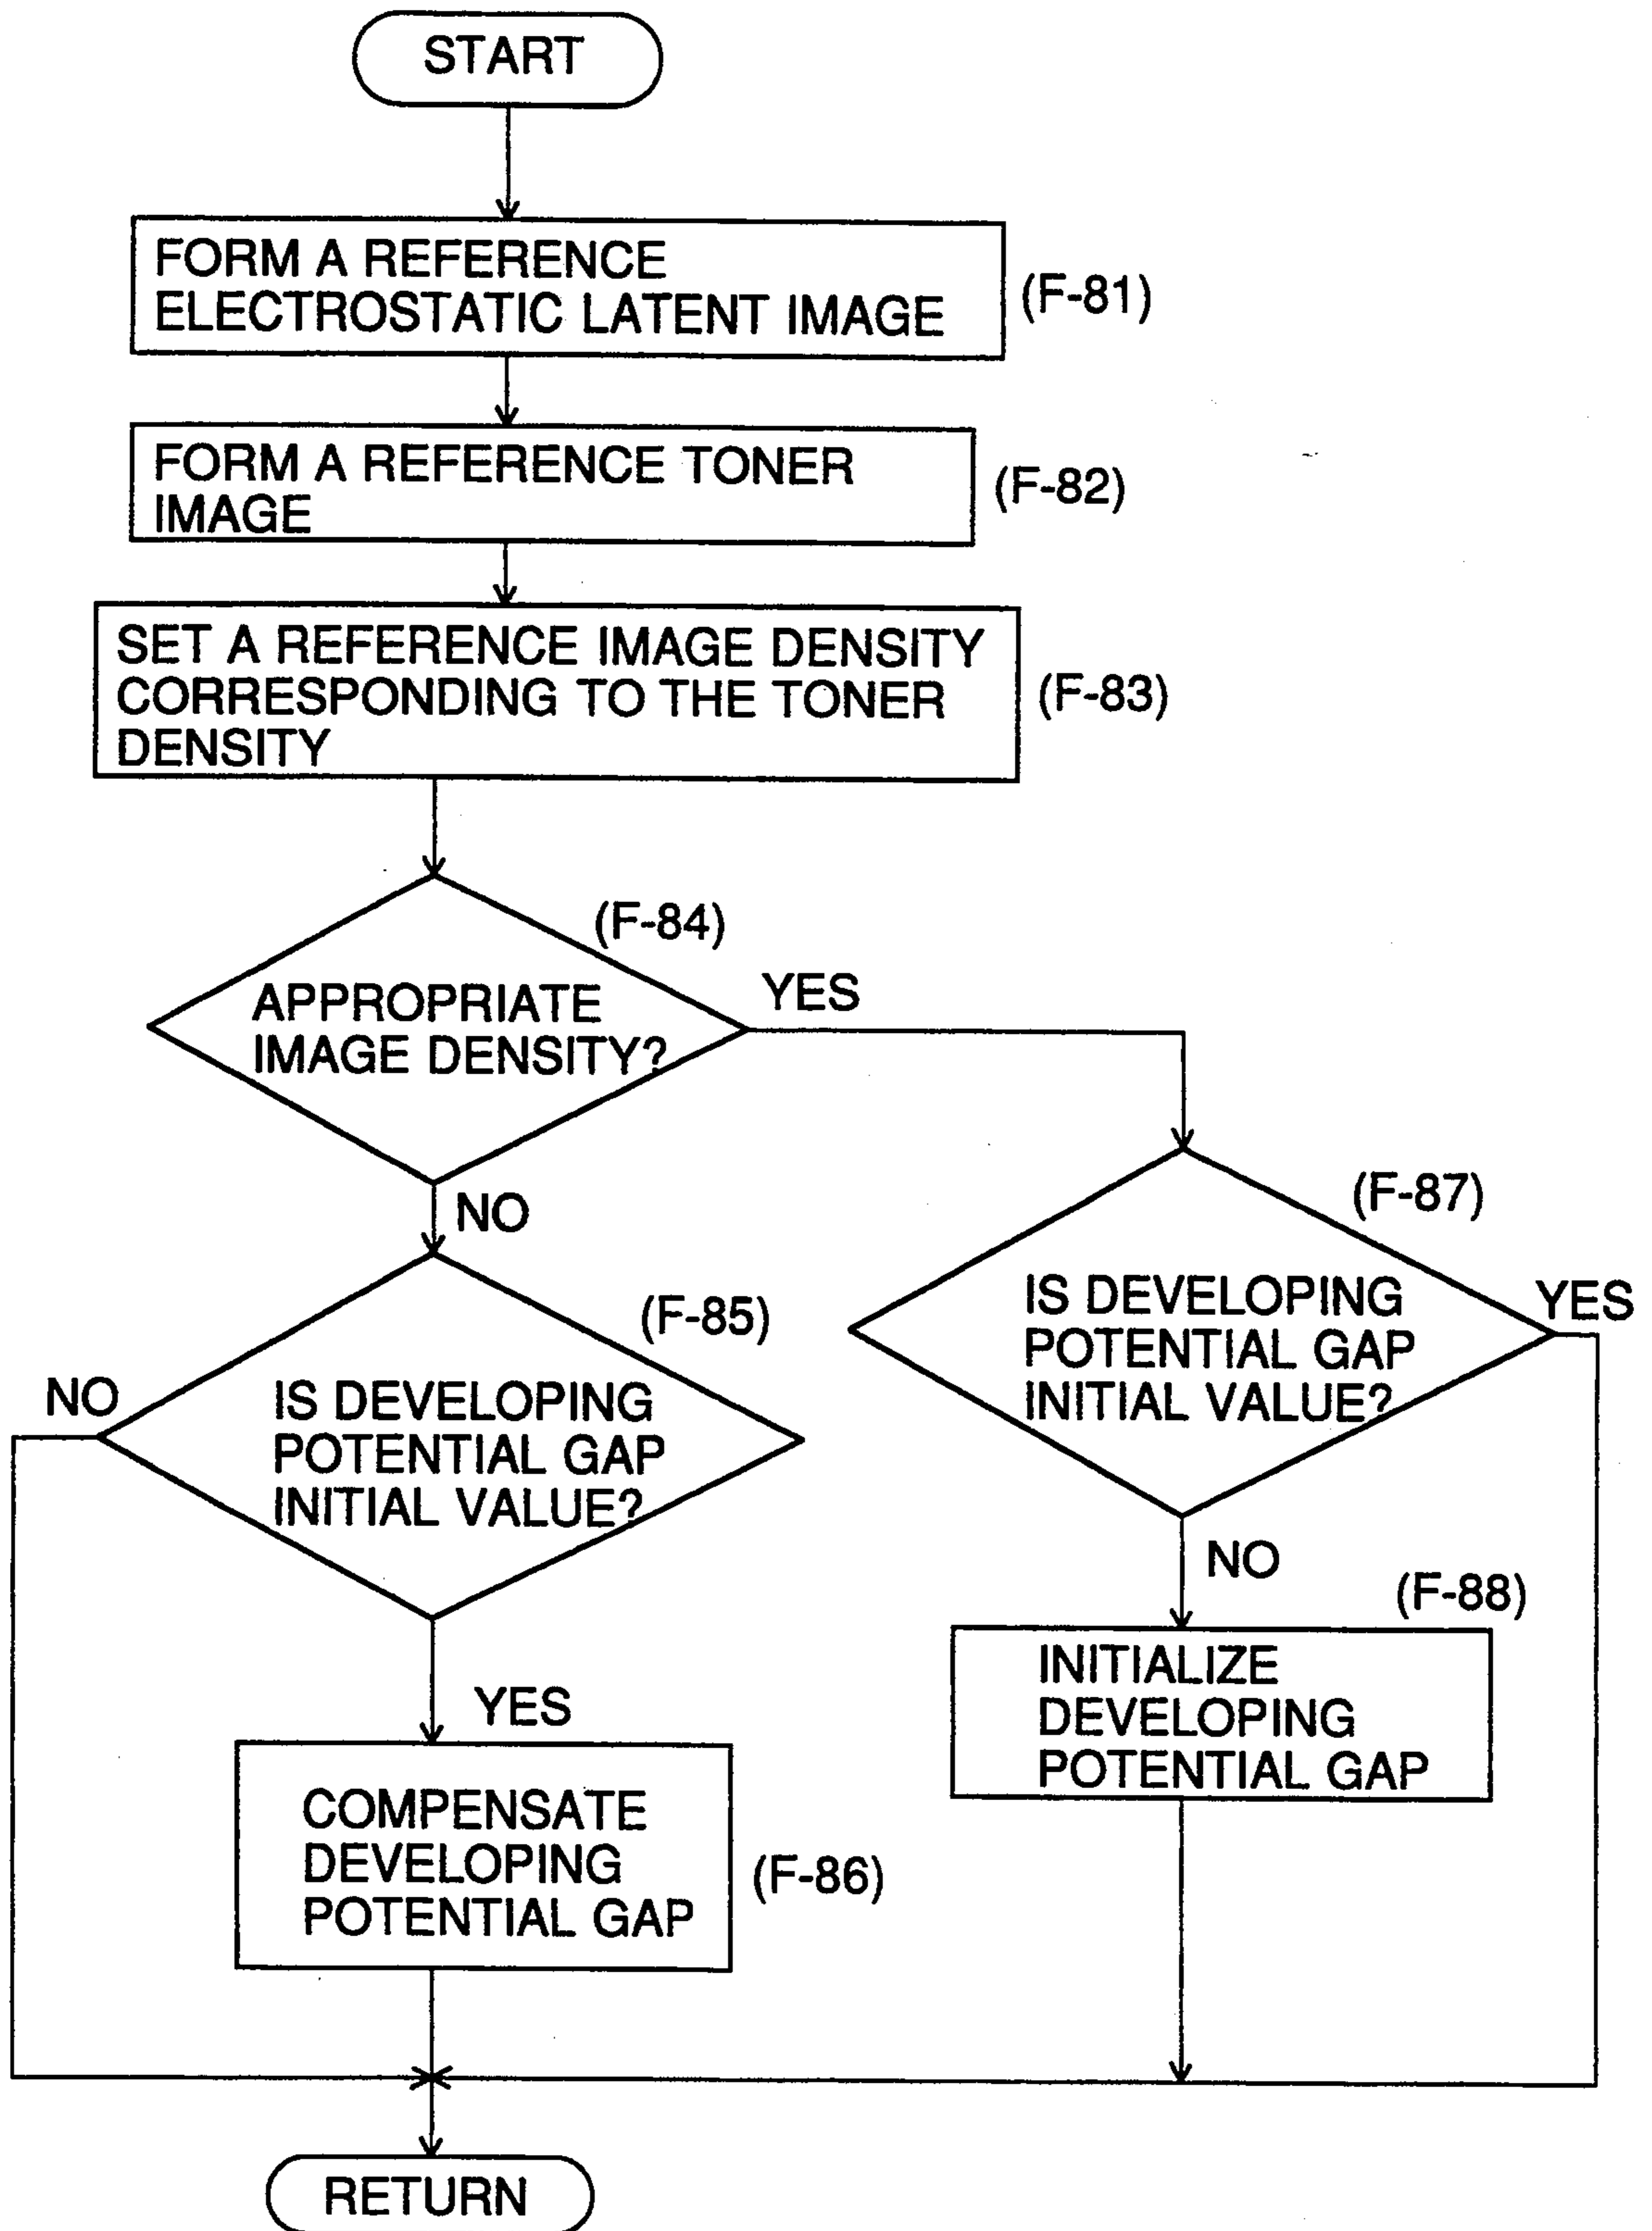 START
FORM A REFERENCE
ELECTROSTATIC LATENT IMAGE
(F-81)
FORM A REFERENCE TONER
IMAGE
(F-82)
SET A REFERENCE IMAGE DENSITY
CORRESPONDING TO THE TONER
DENSITY
(F-83)
(F-84)
APPROPRIATE
IMAGE DENSITY?
YES
NO
(F-85)
IS DEVELOPING
POTENTIAL GAP
INITIAL VALUE?
NO
YES
COMPENSATE
DEVELOPING
POTENTIAL GAP
(F-86)
(F-87)
IS DEVELOPING
POTENTIAL GAP
INITIAL VALUE?
YES
NO
(F-88)
INITIALIZE
DEVELOPING
POTENTIAL GAP
RETURN